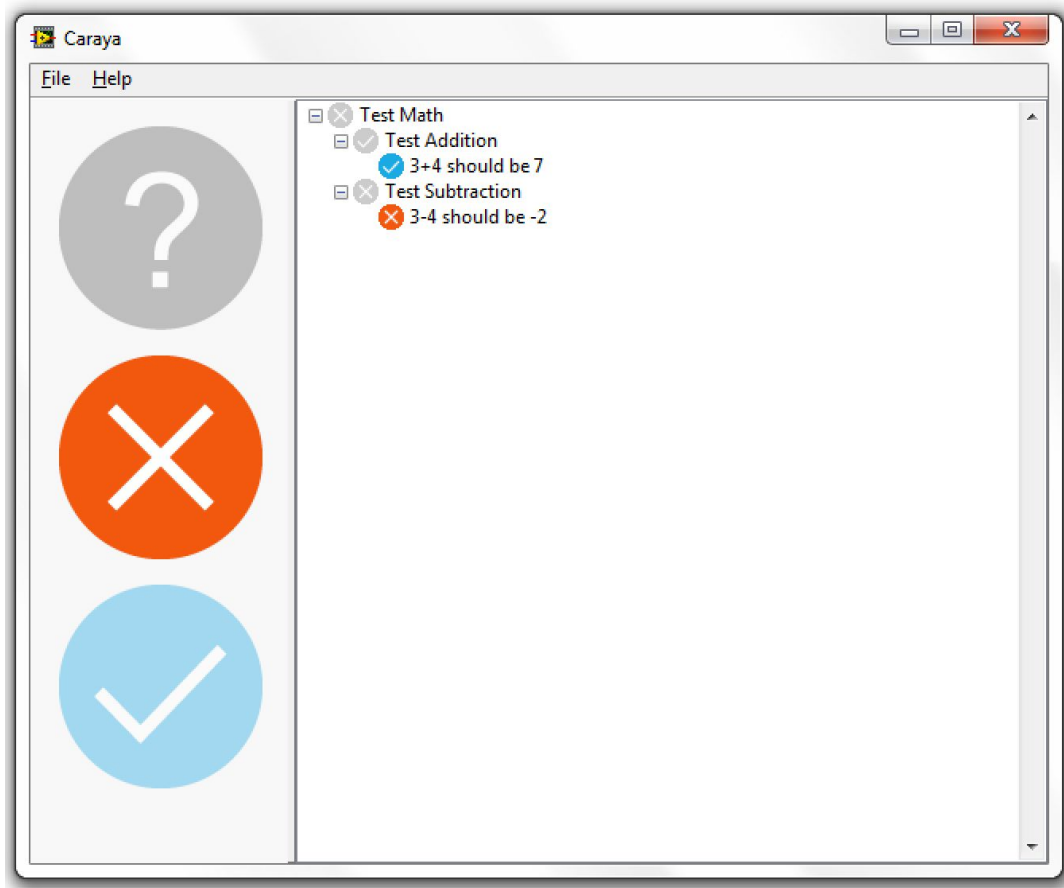 Caraya
File Help
Test Math
Test Addition
3+4 should be 7
Test Subtraction
3-4 should be -2